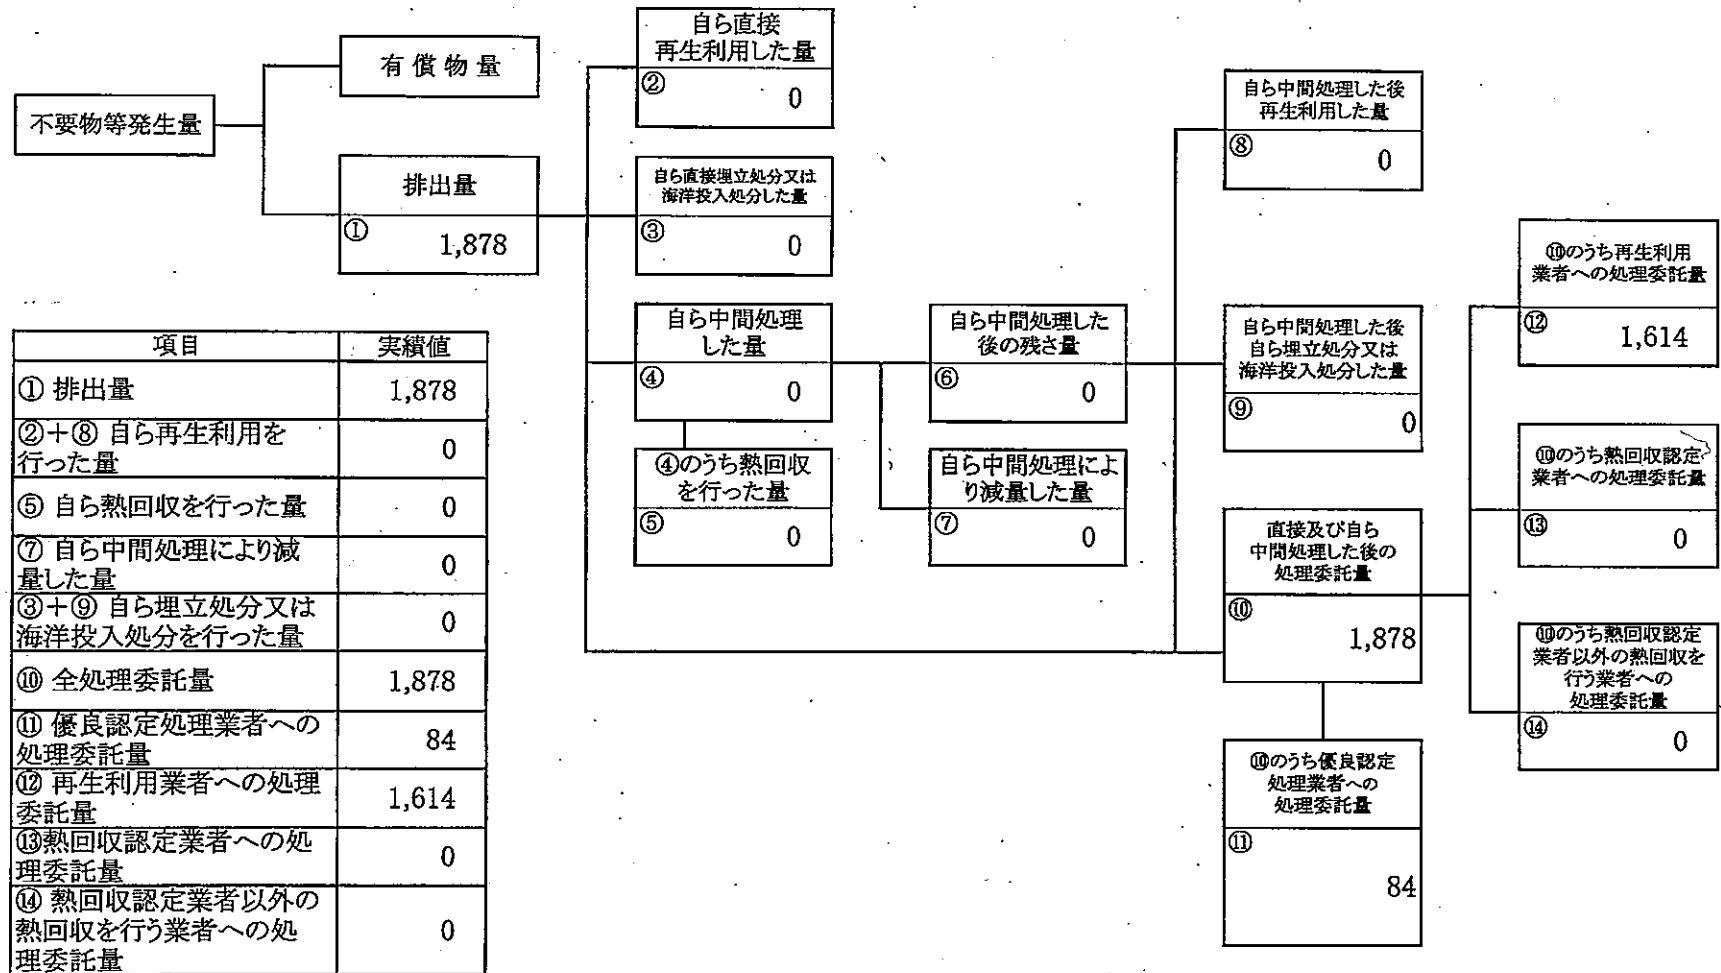 不要物等発生量
有償物量
排出量
①
1,878
自ら直接
再生利用した量
②
0
自ら直接埋立処分又は
海洋投入処分した量
③
0
自ら中間処理
した量
④
0
④のうち熱回収
を行った量
⑤
0
自ら中間処理した
後の残さ量
⑥
0
自ら中間処理によ
り減量した量
⑦
0
自ら中間処理した後
再生利用した量
⑧
0
自ら中間処理した後
自ら埋立処分又は
海洋投入処分した量
⑨
0
直接及び自ら
中間処理した後の
処理委託量
⑩
1,878
⑩のうち優良認定
処理業者への
処理委託量
⑪
84
⑩のうち再生利用
業者への処理委託量
⑫
1,614
⑩のうち熱回収認定
業者への処理委託量
⑬
0
⑩のうち熱回収認定
業者以外の熱回収を
行う業者への
処理委託量
⑭
0
項目 実績値
① 排出量 1,878
②+⑧ 自ら再生利用を
行った量 0
⑤ 自ら熱回収を行った量 0
⑦ 自ら中間処理により減
量した量 0
③+⑨ 自ら埋立処分又は
海洋投入処分を行った量 0
⑩ 全処理委託量 1,878
⑪ 優良認定処理業者への
処理委託量 84
⑫ 再生利用業者への処理
委託量 1,614
⑬熱回収認定業者への処
理委託量 0
⑭ 熱回収認定業者以外の
熱回収を行う業者への処
理委託量 0